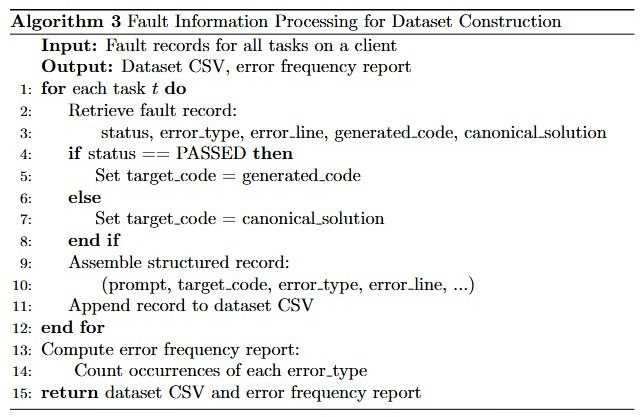 Algorithm 3 Fault Information Processing for Dataset Construction
Input: Fault records for all tasks on a client
Output: Dataset CSV, error frequency report
1: for each task t do
2: Retrieve fault record:
3: status, error_type, error_line, generated_code, canonical_solution
4: if status == PASSED then
5: Set target_code = generated_code
6: else
7: Set target_code = canonical_solution
8: end if
9: Assemble structured record:
10: (prompt, target_code, error_type, error_line, ...)
11: Append record to dataset CSV
12: end for
13: Compute error frequency report:
14: Count occurrences of each error_type
15: return dataset CSV and error frequency report